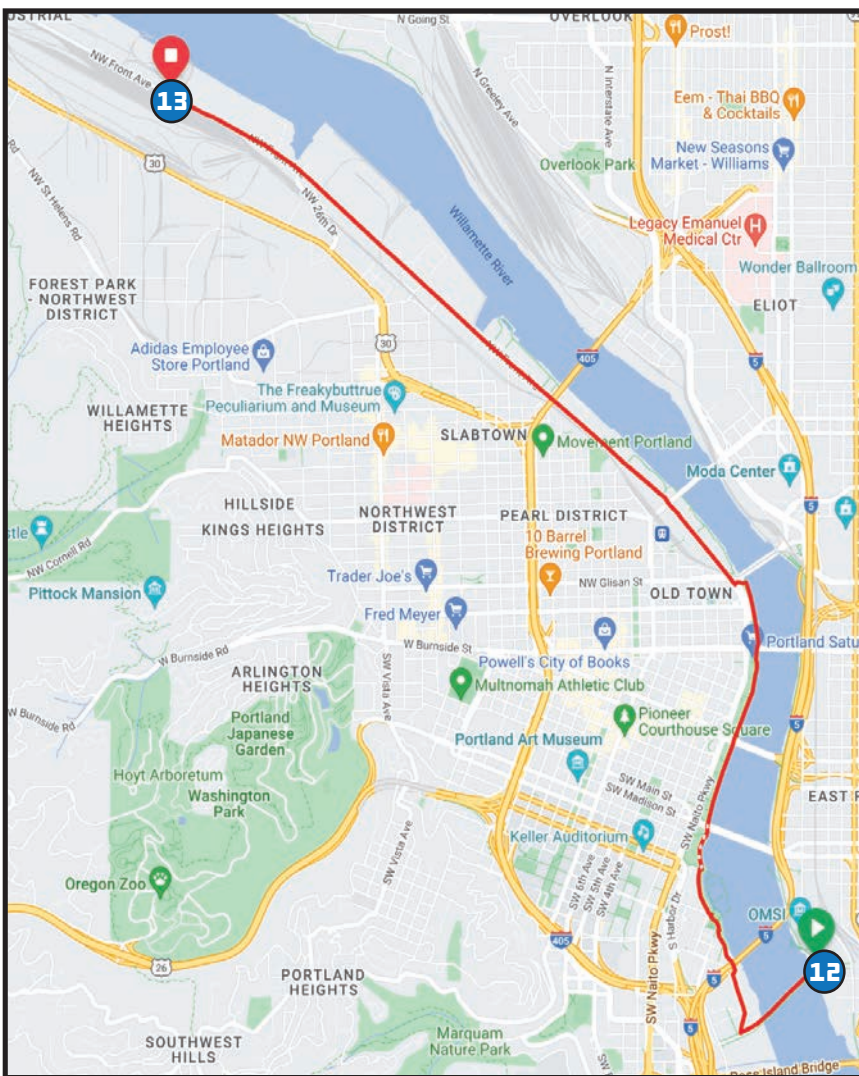 N Going St
OVERLOOK
Prost!
NW Front Ave
13
N Greeley Ave
N Interstate Ave
Eem - Thai BBQ
& Cocktails
New Seasons
Market - Williams
30
Overlook Park
NW St Helens Rd
Rd
NW 26th Dr
Willamette River
Legacy Emanuel
Medical Ctr
H
Wonder Ballroom
FOREST PARK
- NORTHWEST
DISTRICT
ELIOT
Adidas Employee
Store Portland
30
405
5
5
The Freakybuttrue
Peculiarium and Museum
WILLAMETTE
HEIGHTS
Matador NW Portland
SLABTOWN
Movement Portland
Moda Center
HILLSIDE
KINGS HEIGHTS
NORTHWEST
DISTRICT
PEARL DISTRICT
5
stle
NW Cornell Rd
10 Barrel
Brewing Portland
Pittock Mansion
Trader Joe's
NW Glisan St
OLD TOWN
Fred Meyer
W Burnside Rd
W Burnside St
Powell's City of Books
Portland Satu
ARLINGTON
HEIGHTS
SW Vista Ave
Multnomah Athletic Club
W Burnside Rd
Portland
Japanese
Garden
Pioneer
Courthouse Square
5
Portland Art Museum
Hoyt Arboretum
Washington
Park
SW Main St
SW Madison St
SW Naito Pkwy
EAST P
Keller Auditorium
SW Vista Ave
Oregon Zoo
SW 6th Ave
SW 5th Ave
SW 4th Ave
S Harbor Dr
OMSI
5
26
405
SW Naito Pkwy
12
PORTLAND
HEIGHTS
5
5
SOUTHWEST
HILLS
Marquam
Nature Park
Ross Island Bridge